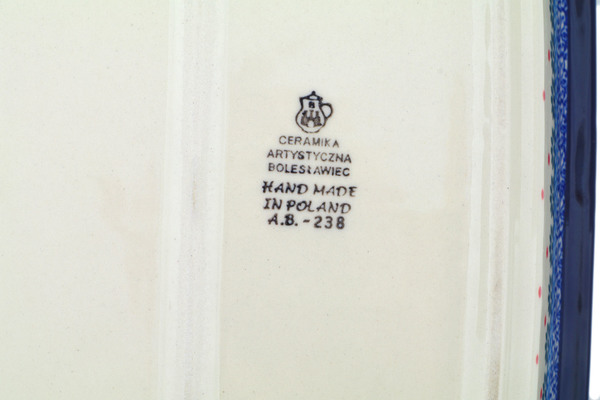 B
CERAMIKA
ARTYSTYCZNA
BOLESŁAWIEC
HAND MADE
IN POLAND
A.B. - 238